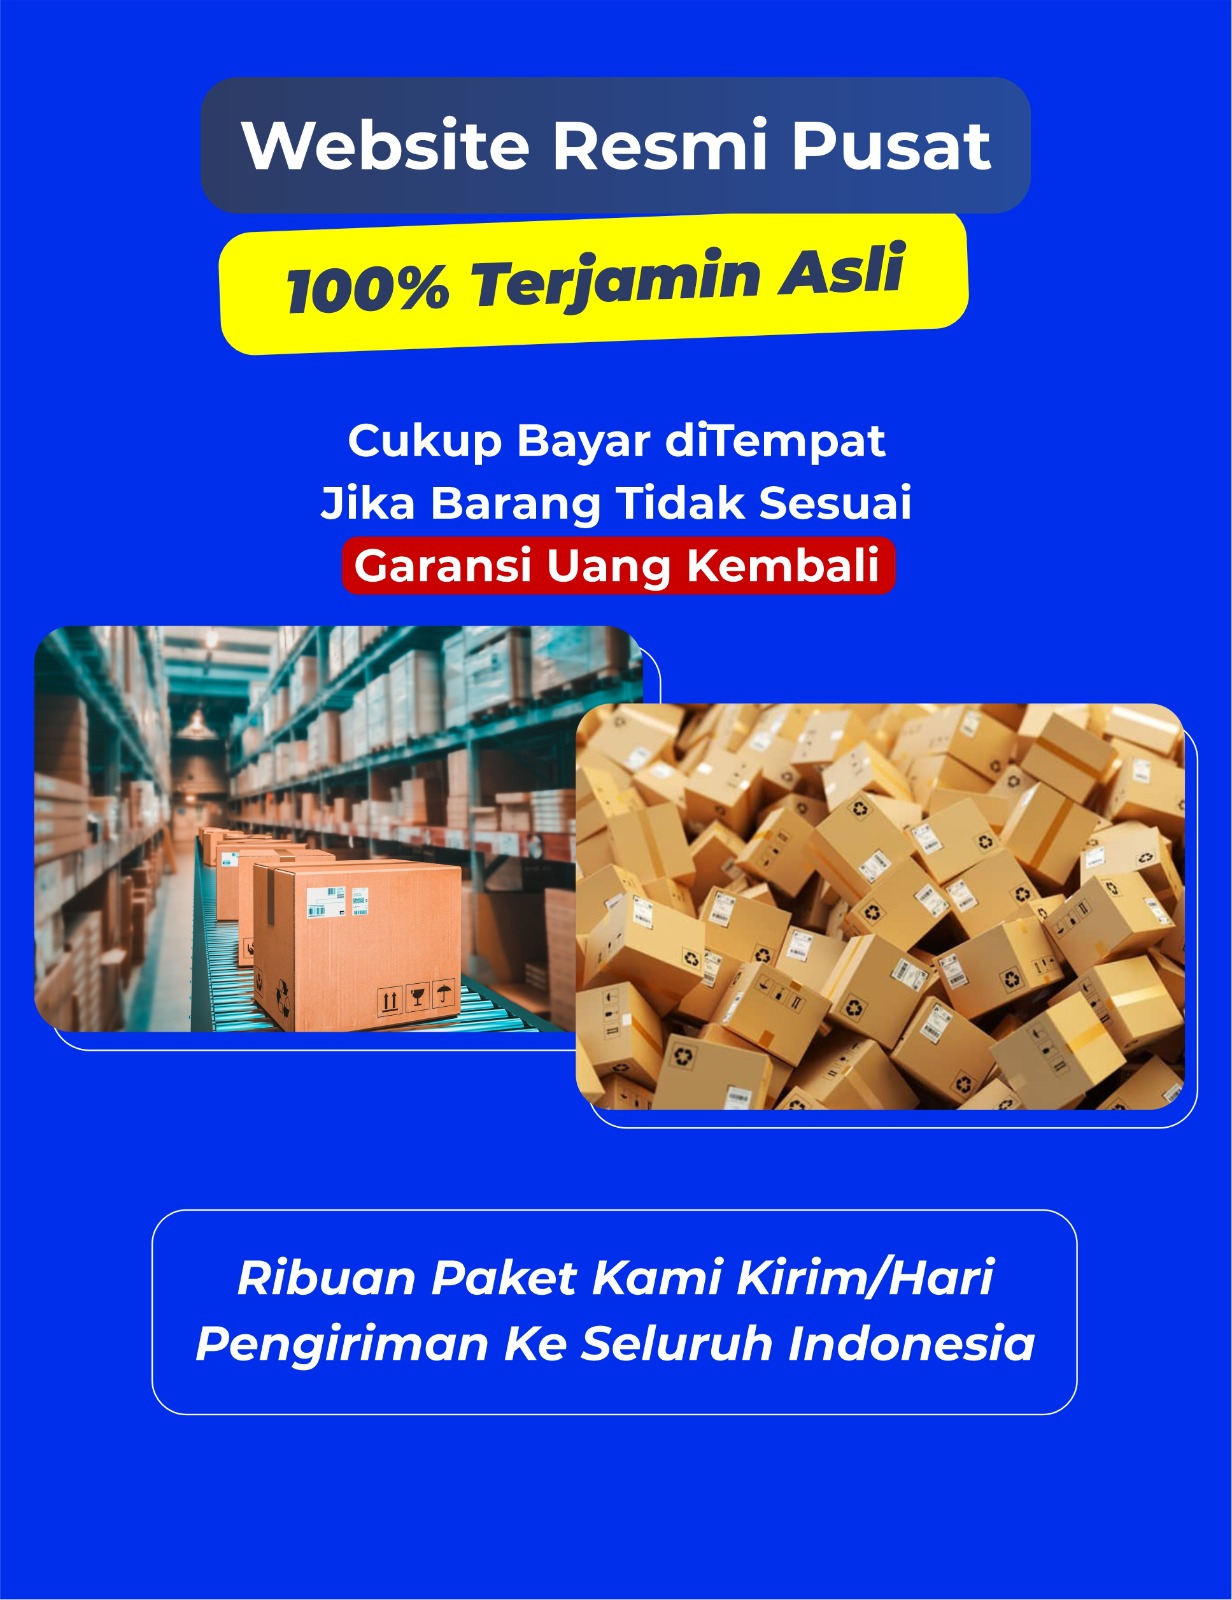 Website Resmi Pusat
100% Terjamin Asli
Cukup Bayar diTempat
Jika Barang Tidak Sesuai
Garansi Uang Kembali
Ribuan Paket Kami Kirim/Hari
Pengiriman Ke Seluruh Indonesia